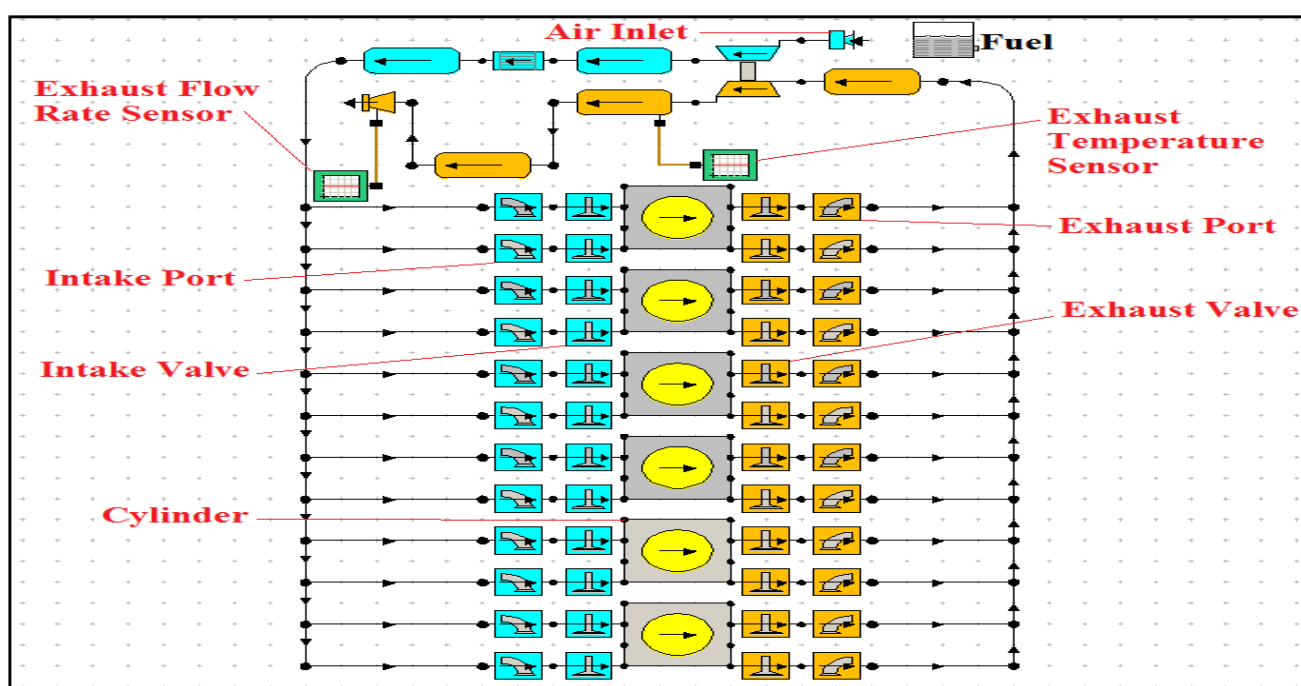 Air Inlet
Fuel
Exhaust Flow
Rate Sensor
Exhaust
Temperature
Sensor
Exhaust Port
Intake Port
Exhaust Valve
Intake Valve
Cylinder